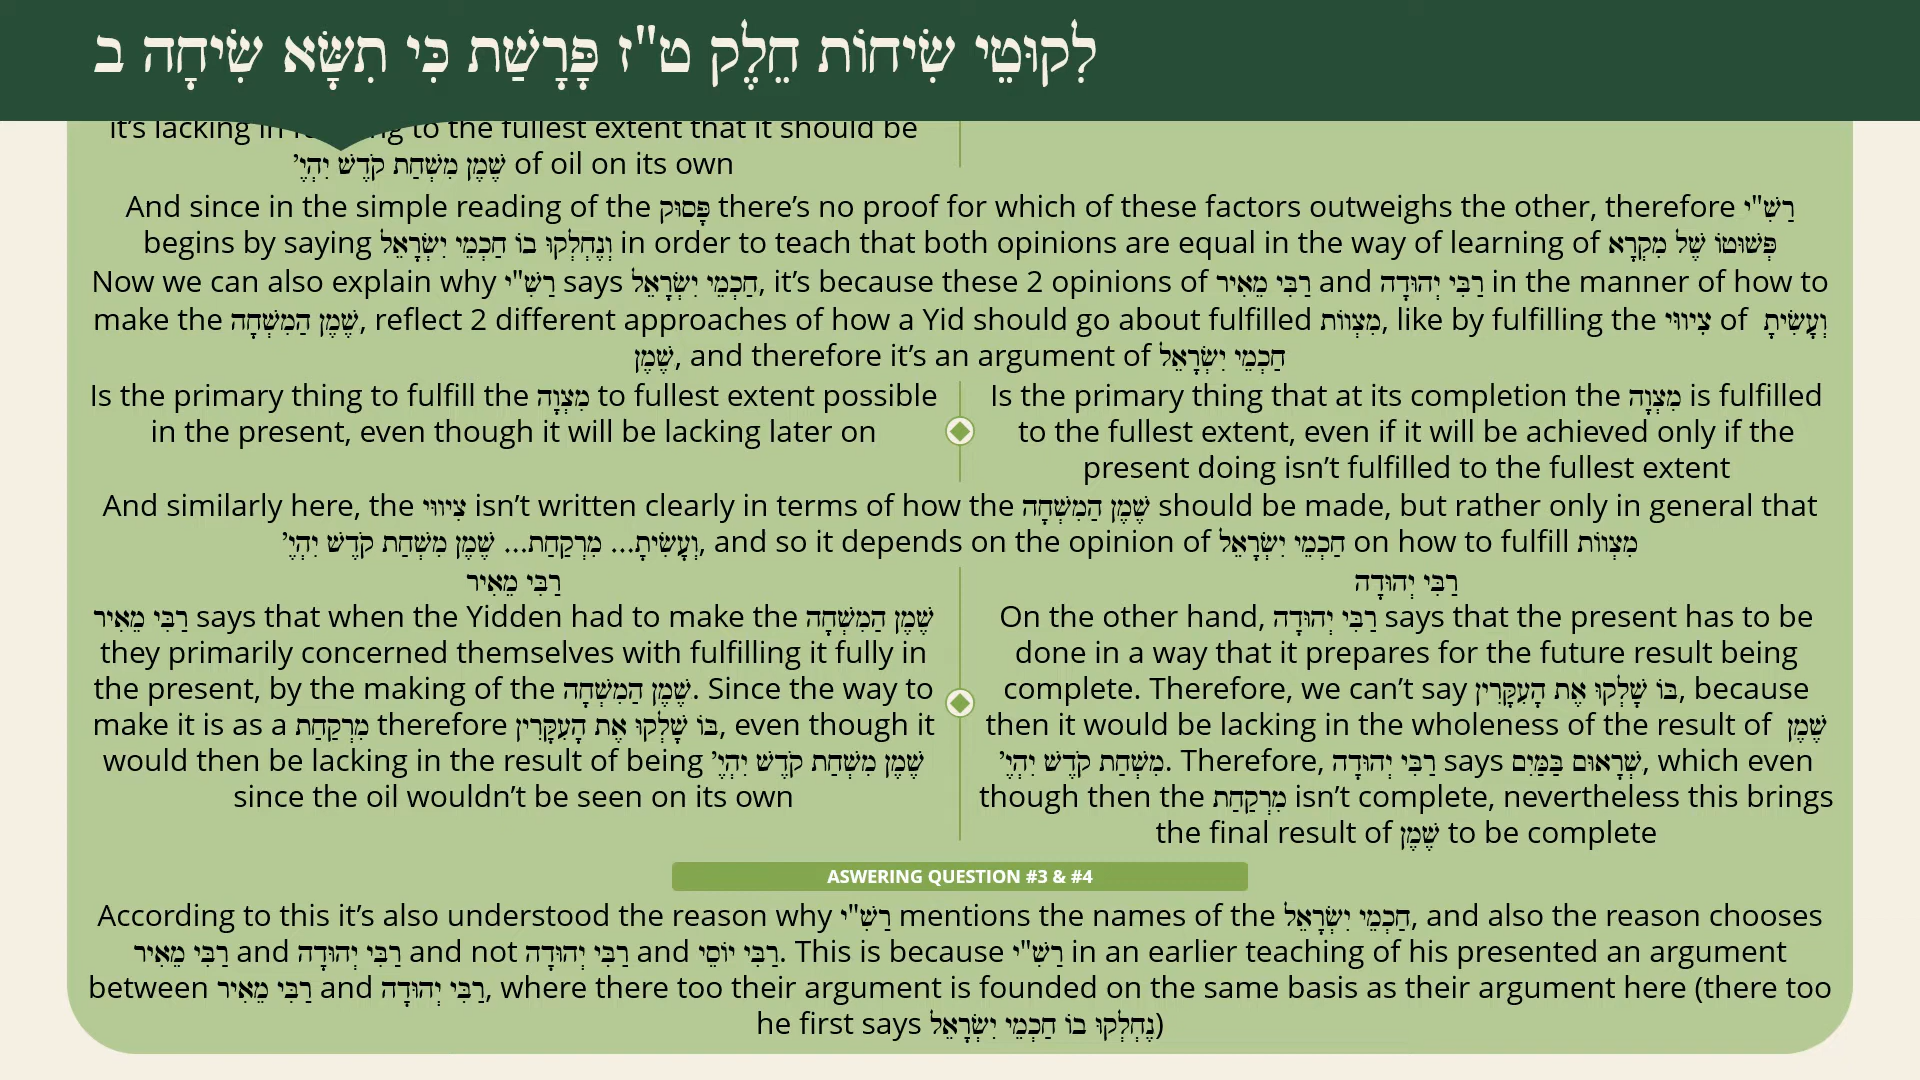 לִקּוּטֵי שִׂיחוֹת חֵלֶק ט"ז פָּרָשַׁת כִּי תִשָּׂא שִׂיחָה ב
it's lacking in to the fullest extent that it should be
שֶׁמֶן מִשְׁחַת קֹדֶשׁ יִהְיֶי' of oil on its own
And since in the simple reading of the פָּסוּק there's no proof for which of these factors outweighs the other, therefore רַשִׁ"י
begins by saying וְנֶחְלְקוּ בוֹ חַכְמֵי יִשְׂרָאֵל in order to teach that both opinions are equal in the way of learning of פְּשׁוּטוֹ שֶׁל מִקְרָא
Now we can also explain why רַשִׁ"י says חַכְמֵי יִשְׂרָאֵל, it's because these 2 opinions of רַבִּי מֵאִיר and רַבִּי יְהוּדָה in the manner of how to
make the שֶׁמֶן הַמִּשְׁחָה, reflect 2 different approaches of how a Yid should go about fulfilled מִצְווֹת, like by fulfilling the צִיווּי of וְעָשִׂיתָ
שֶׁמֶן, and therefore it's an argument of חַכְמֵי יִשְׂרָאֵל
Is the primary thing to fulfill the מִצְוָה to fullest extent possible
in the present, even though it will be lacking later on
Is the primary thing that at its completion the מִצְוָה is fulfilled
to the fullest extent, even if it will be achieved only if the
present doing isn't fulfilled to the fullest extent
And similarly here, the צִיווּי isn't written clearly in terms of how the שֶׁמֶן הַמִּשְׁחָה should be made, but rather only in general that
וְעָשִׂיתָ... מִרְקַחַת... שֶׁמֶן מִשְׁחַת קֹדֶשׁ יִהְיֶי', and so it depends on the opinion of חַכְמֵי יִשְׂרָאֵל on how to fulfill מִצְווֹת
רַבִּי מֵאִיר
רַבִּי מֵאִיר says that when the Yidden had to make the שֶׁמֶן הַמִּשְׁחָה
they primarily concerned themselves with fulfilling it fully in
the present, by the making of the שֶׁמֶן הַמִּשְׁחָה. Since the way to
make it is as a מִרְקַחַת therefore בּוֹ שָׁלְקוּ אֶת הָעִקָּרִין, even though it
would then be lacking in the result of being שֶׁמֶן מִשְׁחַת קֹדֶשׁ יִהְיֶי'
since the oil wouldn't be seen on its own
רַבִּי יְהוּדָה
On the other hand, רַבִּי יְהוּדָה says that the present has to be
done in a way that it prepares for the future result being
complete. Therefore, we can't say בּוֹ שָׁלְקוּ אֶת הָעִקָּרִין, because
then it would be lacking in the wholeness of the result of שֶׁמֶן
מִשְׁחַת קֹדֶשׁ יִהְיֶי'. Therefore, רַבִּי יְהוּדָה says שְׁרָאוּם בַּמַּיִם, which even
though then the מִרְקַחַת isn't complete, nevertheless this brings
the final result of שֶׁמֶן to be complete
ASWERING QUESTION #3 & #4
According to this it's also understood the reason why רַשִׁ"י mentions the names of the חַכְמֵי יִשְׂרָאֵל, and also the reason chooses
רַבִּי מֵאִיר and רַבִּי יְהוּדָה and not רַבִּי יְהוּדָה and רַבִּי יוֹסֵי. This is because רַשִׁ"י in an earlier teaching of his presented an argument
between רַבִּי מֵאִיר and רַבִּי יְהוּדָה, where there too their argument is founded on the same basis as their argument here (there too
he first says נֶחְלְקוּ בוֹ חַכְמֵי יִשְׂרָאֵל)